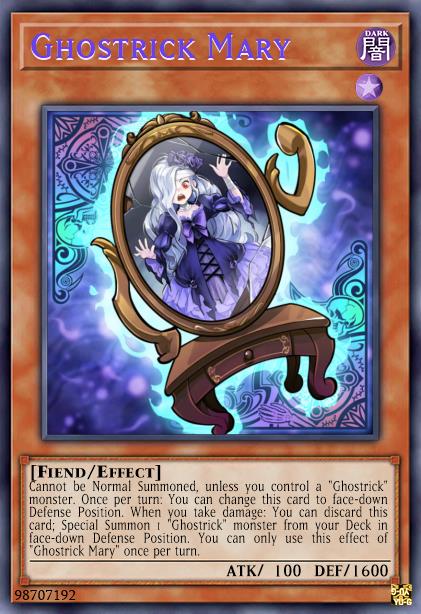 Ghostrick Mary
DARK
闇
[Fiend/Effect]
Cannot be Normal Summoned, unless you control a "Ghostrick"
monster. Once per turn: You can change this card to face-down
Defense Position. When you take damage: You can discard this
card; Special Summon 1 "Ghostrick" monster from your Deck in
face-down Defense Position. You can only use this effect of
"Ghostrick Mary" once per turn.
ATK/ 100 DEF/1600
98707192